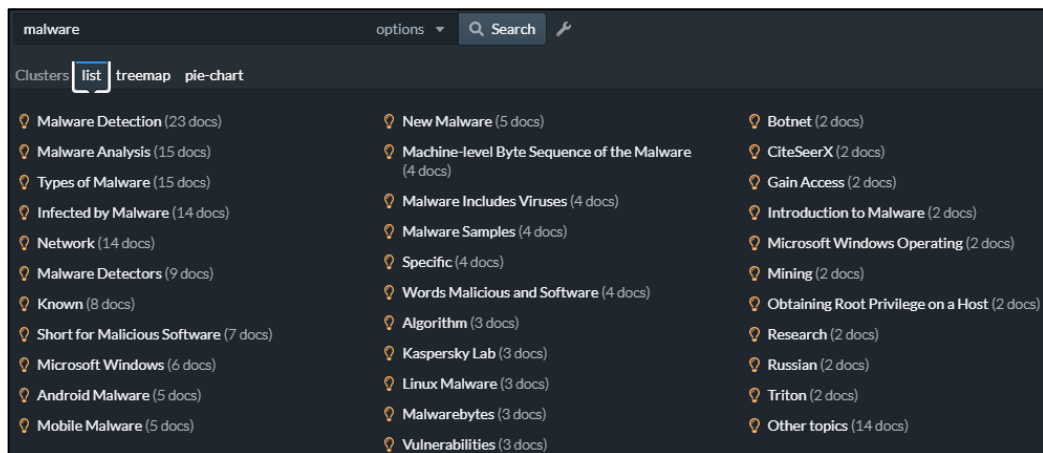 malware options Search
Clusters list treemap pie-chart
Malware Detection (23 docs)
Malware Analysis (15 docs)
Types of Malware (15 docs)
Infected by Malware (14 docs)
Network (14 docs)
Malware Detectors (9 docs)
Known (8 docs)
Short for Malicious Software (7 docs)
Microsoft Windows (6 docs)
Android Malware (5 docs)
Mobile Malware (5 docs)
New Malware (5 docs)
Machine-level Byte Sequence of the Malware
(4 docs)
Malware Includes Viruses (4 docs)
Malware Samples (4 docs)
Specific (4 docs)
Words Malicious and Software (4 docs)
Algorithm (3 docs)
Kaspersky Lab (3 docs)
Linux Malware (3 docs)
Malwarebytes (3 docs)
Vulnerabilities (3 docs)
Botnet (2 docs)
CiteSeerX (2 docs)
Gain Access (2 docs)
Introduction to Malware (2 docs)
Microsoft Windows Operating (2 docs)
Mining (2 docs)
Obtaining Root Privilege on a Host (2 docs)
Research (2 docs)
Russian (2 docs)
Triton (2 docs)
Other topics (14 docs)